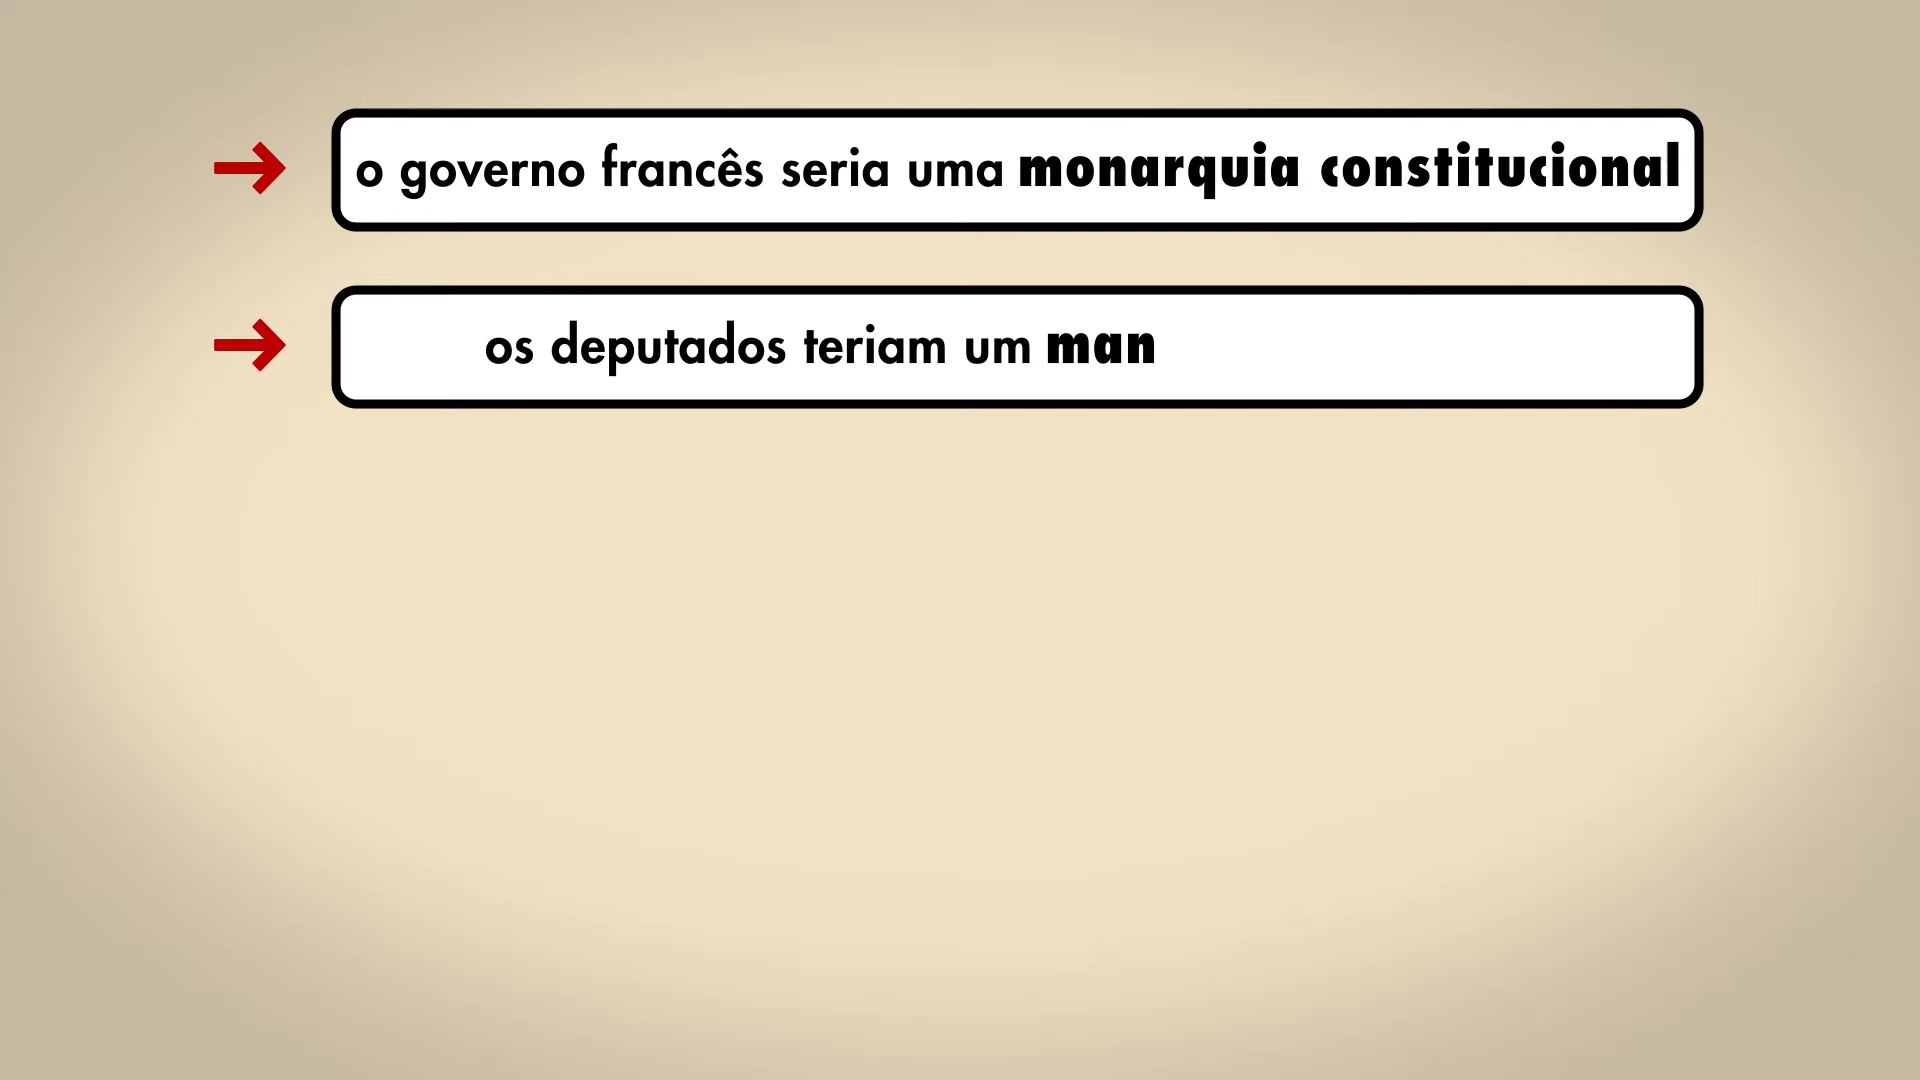 o governo francês seria uma monarquia constitucional
os deputados teriam um man